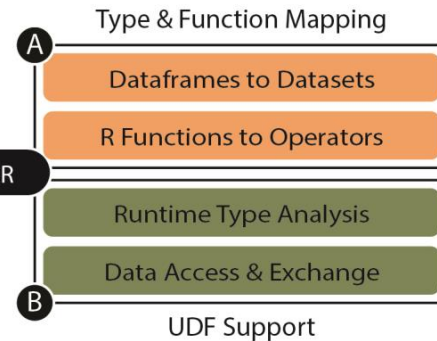 Type & Function Mapping
A
Dataframes to Datasets
R Functions to Operators
R
Runtime Type Analysis
Data Access & Exchange
B
UDF Support